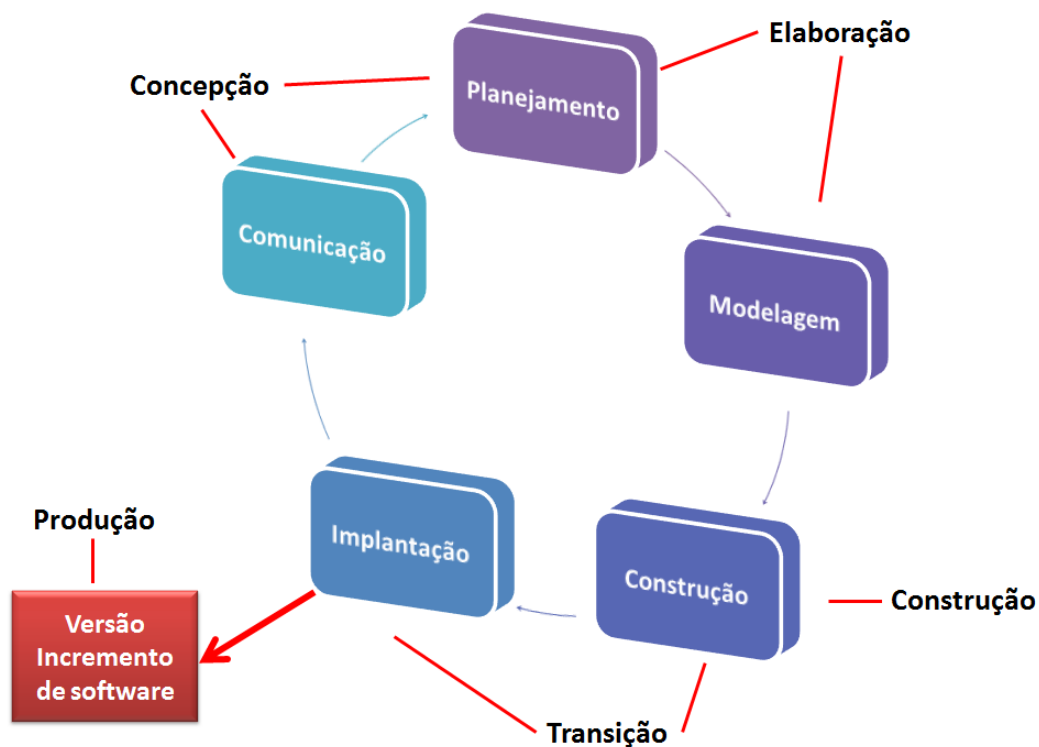 Elaboração
Concepção
Planejamento
Comunicação
Modelagem
Produção
Implantação
Construção
Construção
Versão
Incremento
de software
Transição